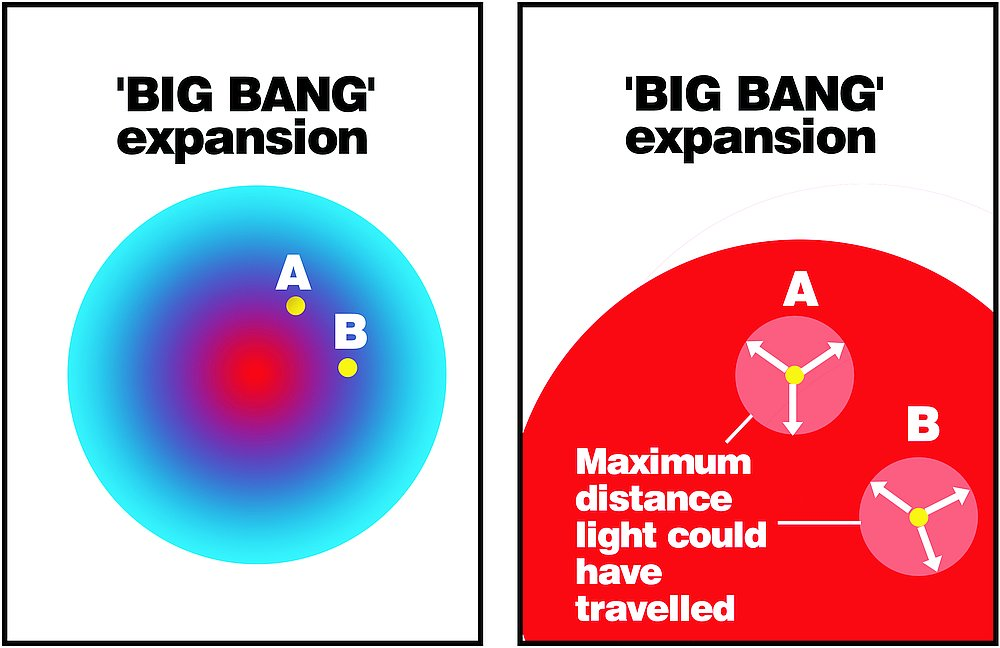 'BIG BANG'
expansion
A
B
'BIG BANG'
expansion
A
B
Maximum
distance
light could
have
travelled